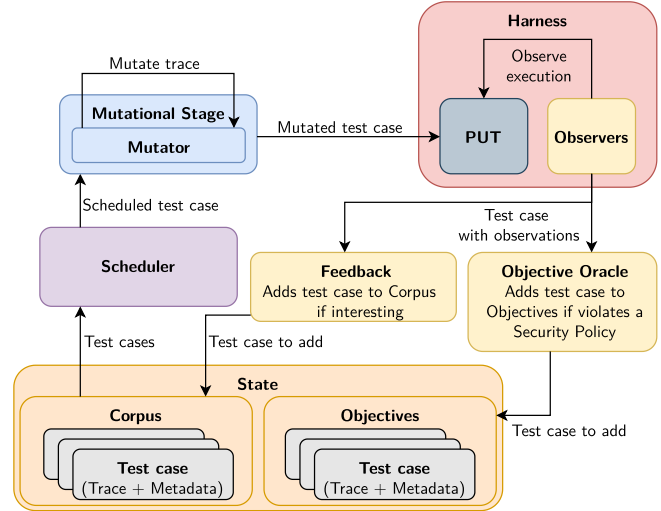 Harness
Mutate trace
Observe
execution
Mutational Stage
Mutator
Mutated test case
PUT
Observers
Scheduled test case
Test case
with observations
Scheduler
Feedback
Adds test case to Corpus
if interesting
Objective Oracle
Adds test case to
Objectives if violates a
Security Policy
Test cases
Test case to add
State
Corpus
Objectives
Test case to add
Test case
(Trace + Metadata)
Test case
(Trace + Metadata)